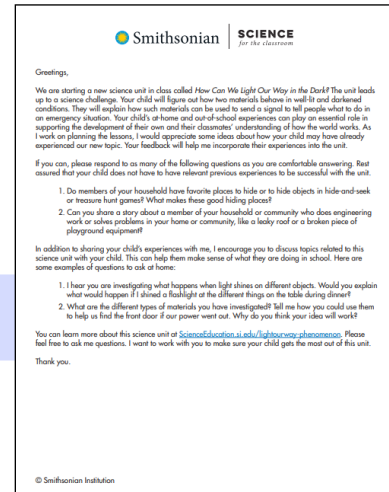 Smithsonian
SCIENCE
for the classroom
Greetings,
We are starting a new science unit in class called How Can We Light Our Way in the Dark? The unit leads
up to a science challenge. Your child will figure out how two materials behave in well-lit and darkened
conditions. They will explain how such materials can be used to send a signal to tell people what to do in
an emergency situation. Your child's at-home and out-of-school experiences can play an essential role in
supporting the development of their own and their classmates' understanding of how the world works. As
I work on planning the lessons, I would appreciate some ideas about how your child may have already
experienced our new topic. Your feedback will help me incorporate their experiences into the unit.
If you can, please respond to as many of the following questions as you are comfortable answering. Rest
assured that your child does not have to have relevant previous experiences to be successful with the unit.
1. Do members of your household have favorite places to hide or to hide objects in hide-and-seek
or treasure hunt games? What makes these good hiding places?
2. Can you share a story about a member of your household or community who does engineering
work or solves problems in your home or community, like a leaky roof or a broken piece of
playground equipment?
In addition to sharing your child's experiences with me, I encourage you to discuss topics related to this
science unit with your child. This can help them make sense of what they are doing in school. Here are
some examples of questions to ask at home:
1. I hear you are investigating what happens when light shines on different objects. Would you explain
what would happen if I shined a flashlight at the different things on the table during dinner?
2. What are the different types of materials you have investigated? Tell me how you could use them
to help us find the front door if our power went out. Why do you think your idea will work?
You can learn more about this science unit at ScienceEducation.si.edu/lightourway-phenomenon. Please
feel free to ask me questions. I want to work with you to make sure your child gets the most out of this unit.
Thank you.
© Smithsonian Institution